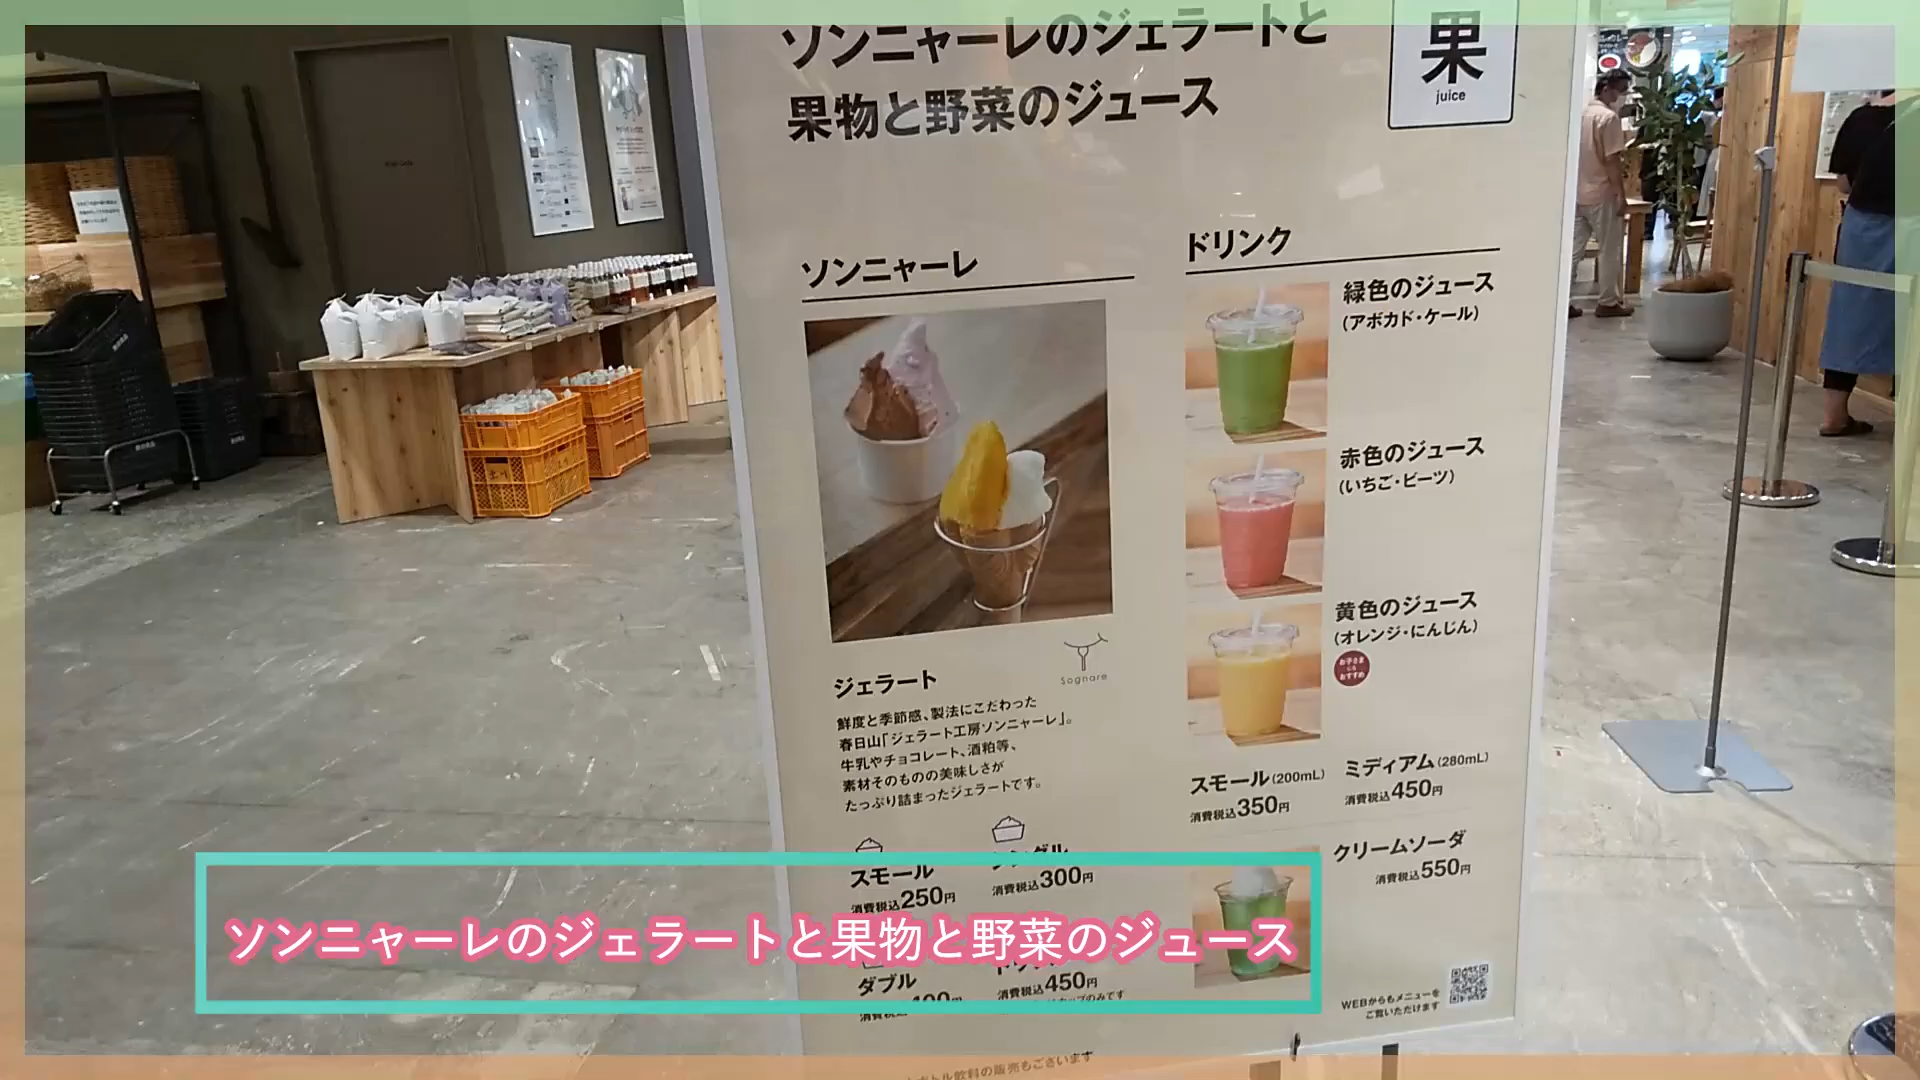 ソンニャーレのジェラートと
果物と野菜のジュース
果
juice
ソンニャーレ
ジェラート
Sognare
鮮度と季節感、製法にこだわった
春日山「ジェラート工房ソンニャーレ」。
牛乳やチョコレート、酒粕等、
素材そのものの美味しさが
たっぷり詰まったジェラートです。
スモール
消費税込250円
消費税込300円
ダブル
消費税込450円
ドリンク
緑色のジュース
(アボカド・ケール)
赤色のジュース
(いちご・ビーツ)
黄色のジュース
(オレンジ・にんじん)
お子さま
にも
おすすめ
スモール(200mL)
消費税込350円
ミディアム(280mL)
消費税込450円
クリームソーダ
消費税込550円
WEBからもメニューを
ご覧いただけます
ソンニャーレのジェラートと果物と野菜のジュース